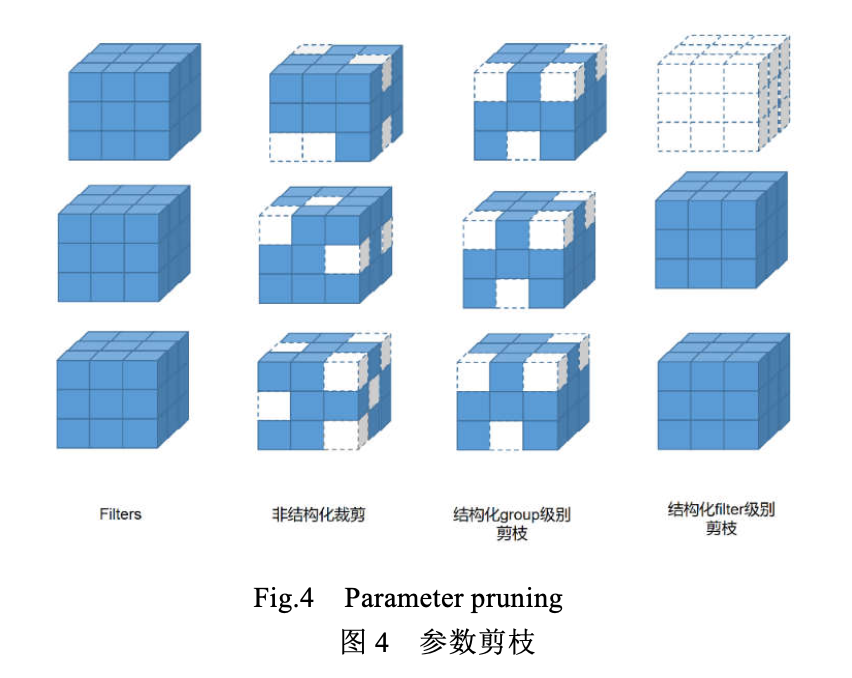 Filters
非结构化裁剪
结构化group级别
剪枝
结构化filter级别
剪枝
Fig.4 Parameter pruning
图 4 参数剪枝